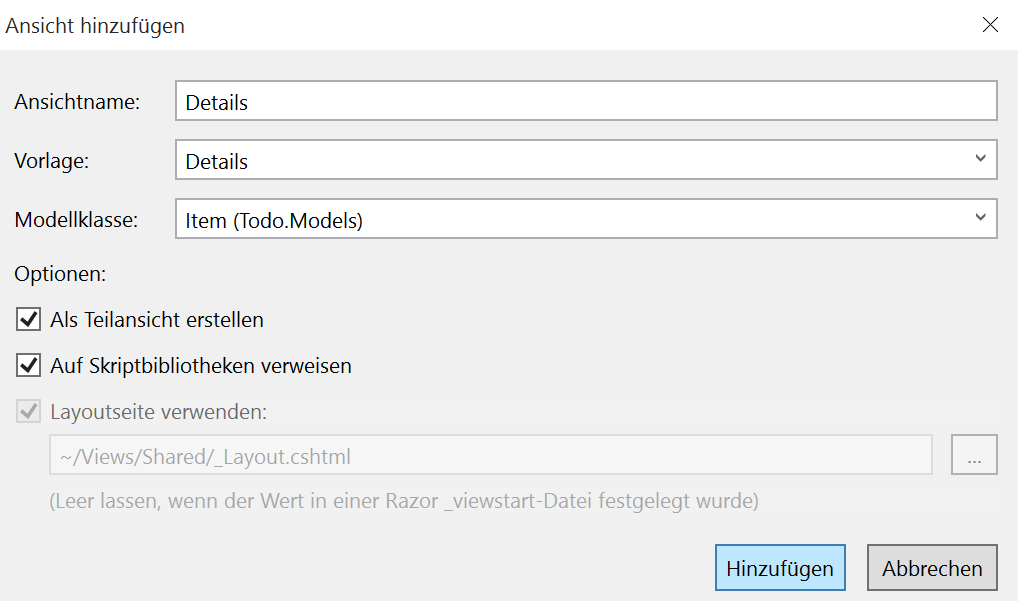 Ansicht hinzufügen
Ansichtname:
Details
Vorlage:
Details
Modellklasse:
Item (Todo.Models)
Optionen:
Als Teilansicht erstellen
Auf Skriptbibliotheken verweisen
Layoutseite verwenden:
~/Views/Shared/_Layout.cshtml
...
(Leer lassen, wenn der Wert in einer Razor _viewstart-Datei festgelegt wurde)
Hinzufügen
Abbrechen